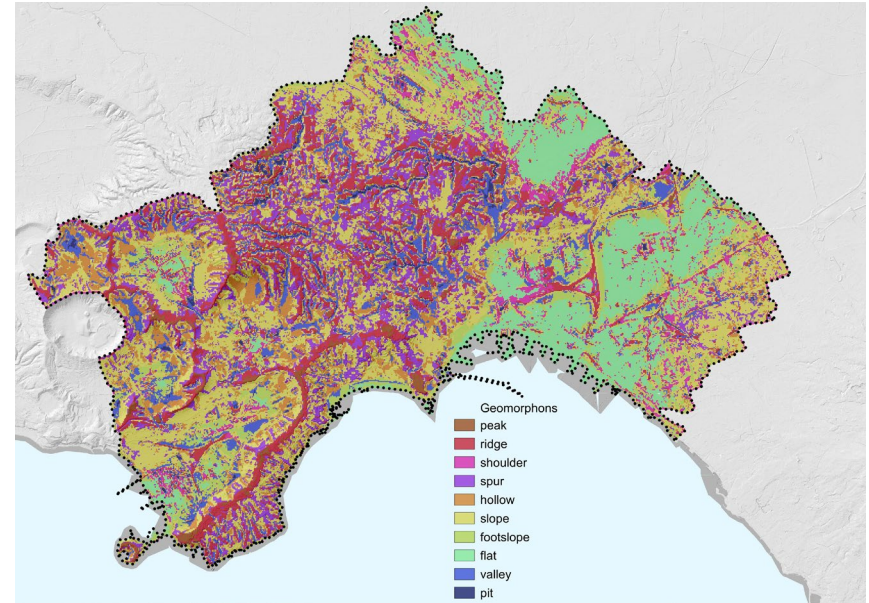 Geomorphons
peak
ridge
shoulder
spur
hollow
slope
footslope
flat
valley
pit